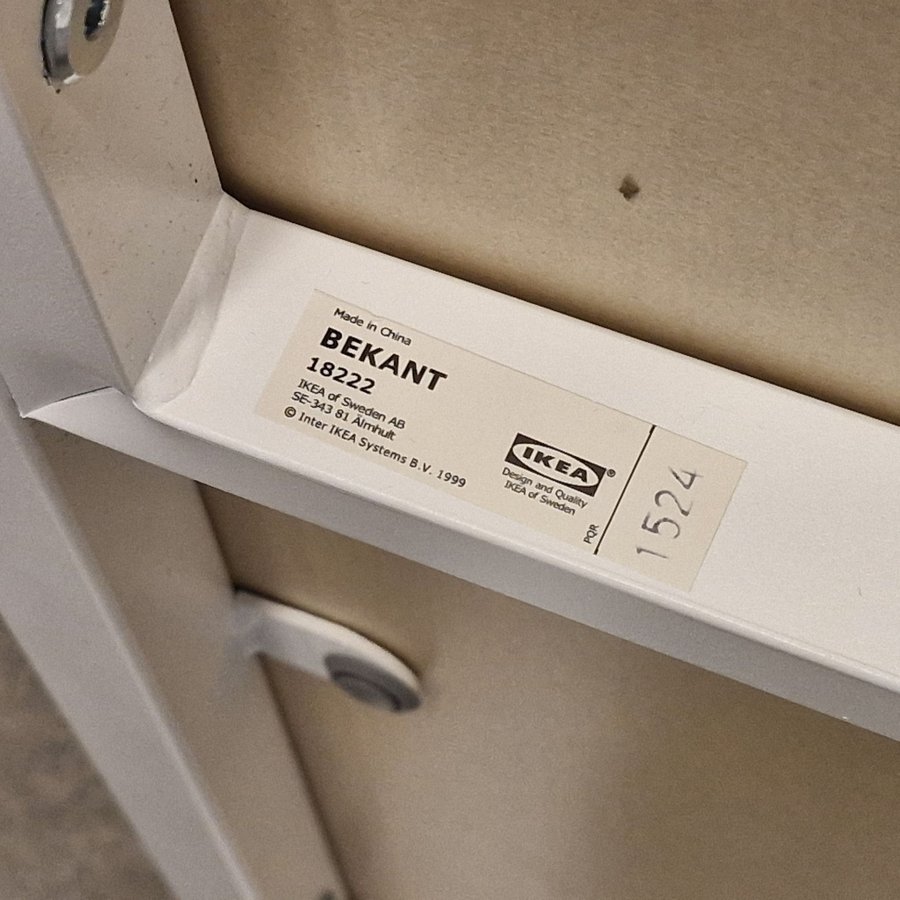 Made in China
BEKANT
18222
IKEA of Sweden AB
SE-343 81 Älmhult
© Inter IKEA Systems B.V. 1999
IKEA®
Design and Quality
IKEA of Sweden
PQR
1524